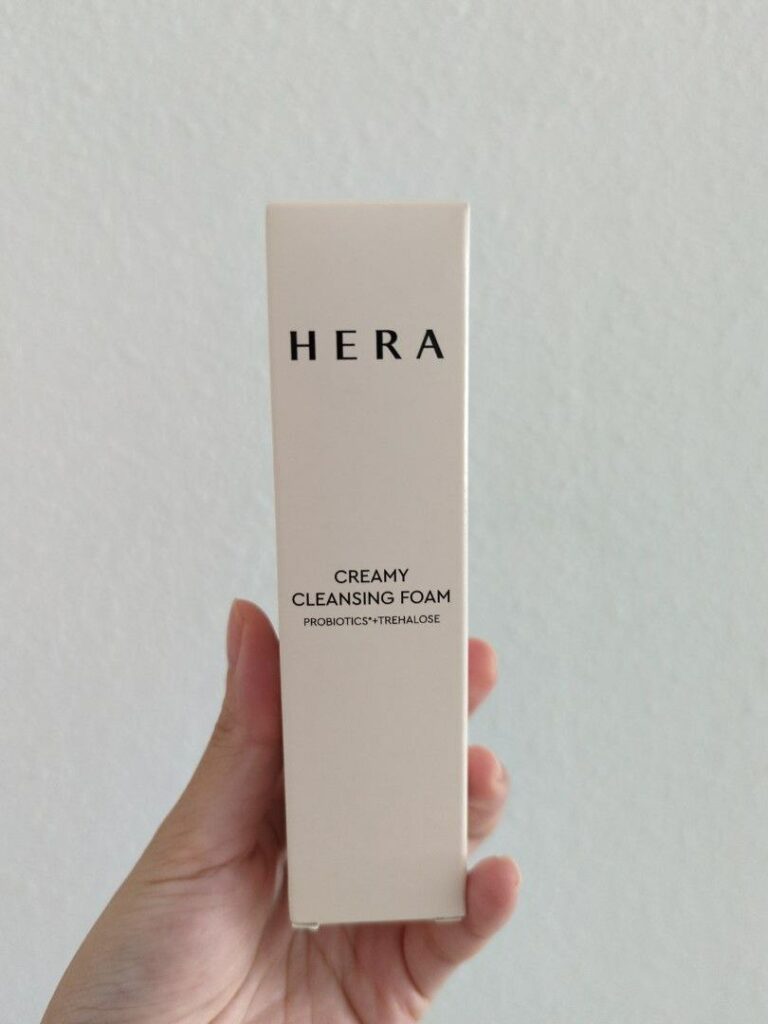 HERA
CREAMY
CLEANSING FOAM
PROBIOTICS*+TREHALOSE